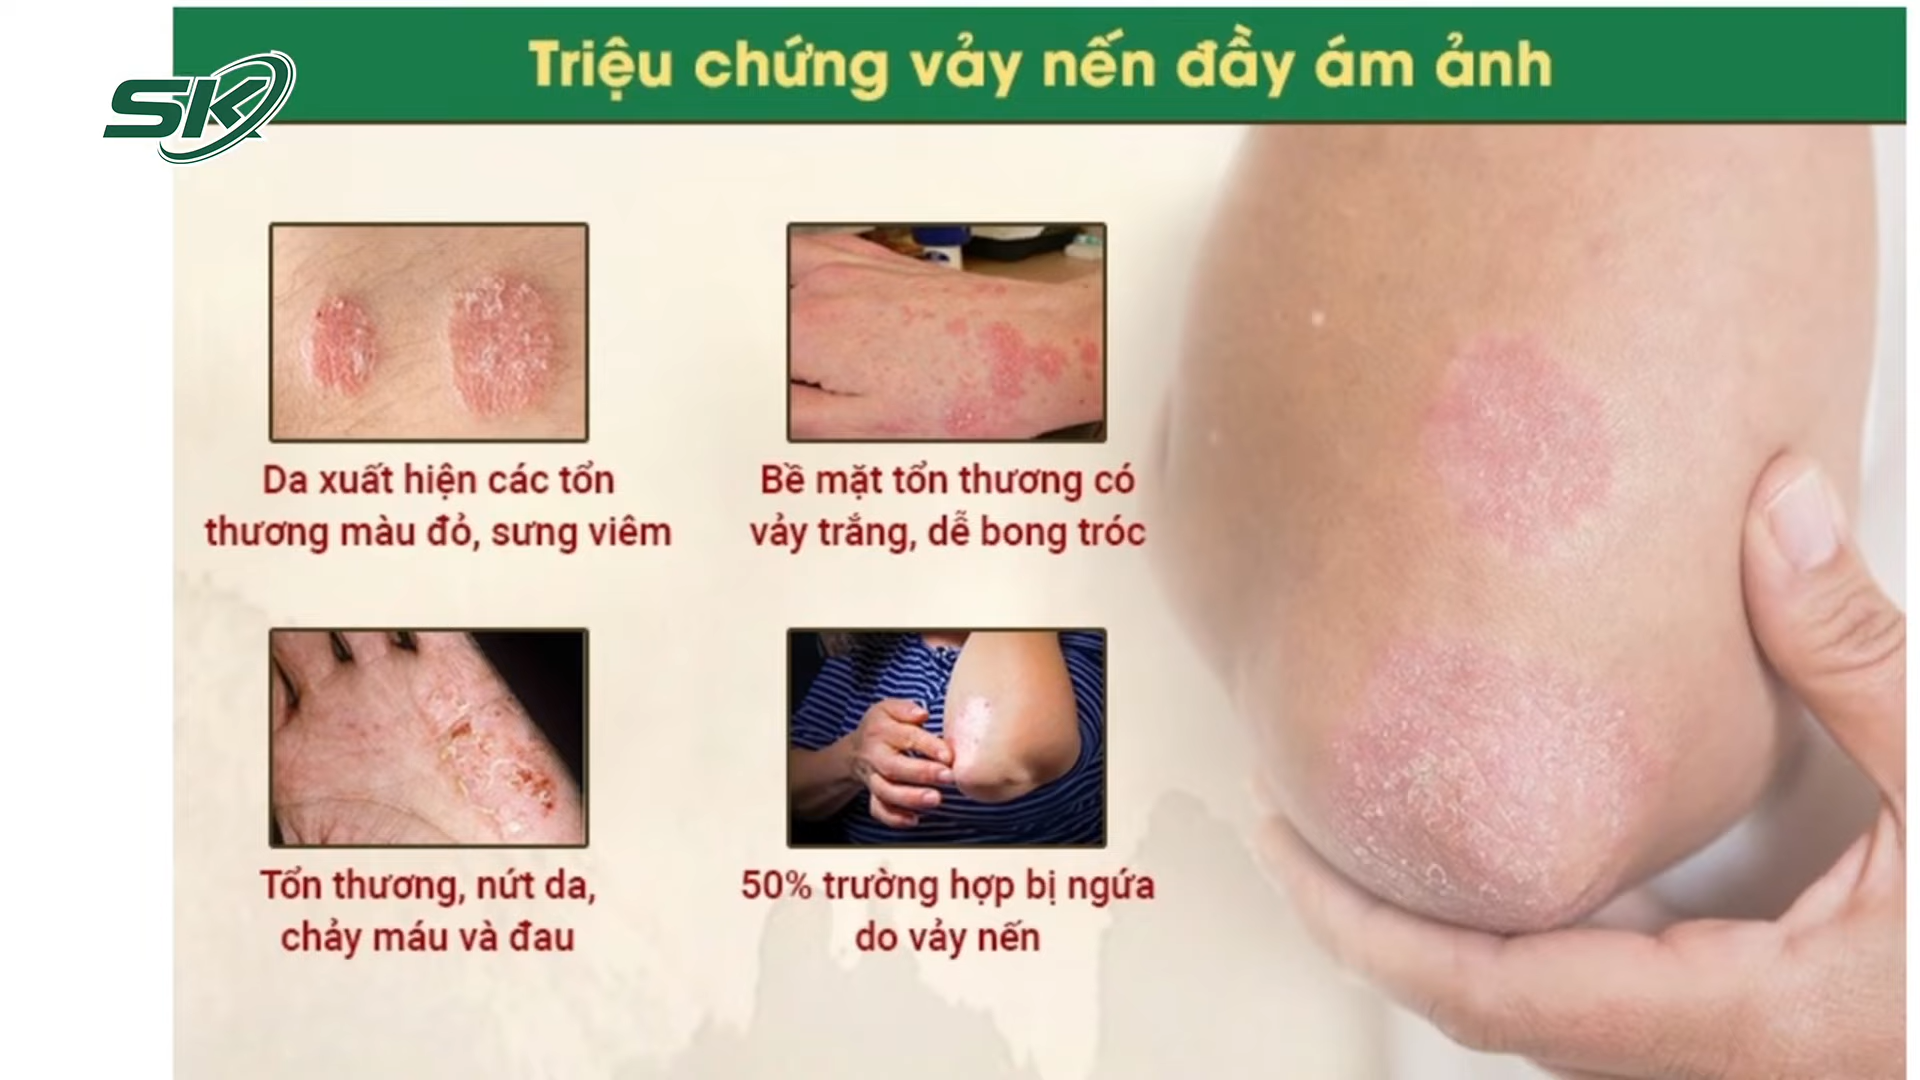 SK
Triệu chứng vảy nến đầy ám ảnh
Da xuất hiện các tổn
thương màu đỏ, sưng viêm
Bề mặt tổn thương có
vảy trắng, dễ bong tróc
Tổn thương, nứt da,
chảy máu và đau
50% trường hợp bị ngứa
do vảy nến